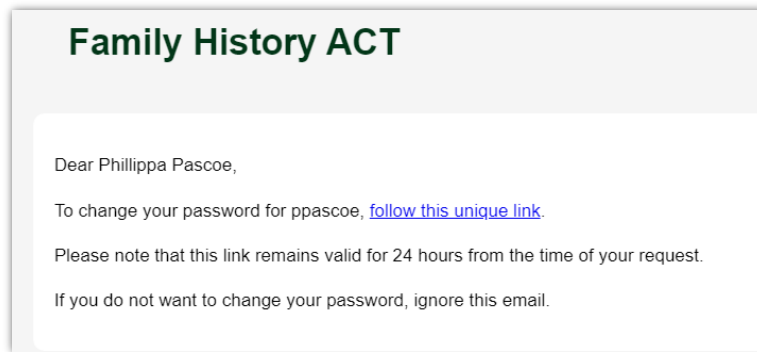 Family History ACT
Dear Phillippa Pascoe,
To change your password for ppascoe, follow this unique link.
Please note that this link remains valid for 24 hours from the time of your request.
If you do not want to change your password, ignore this email.